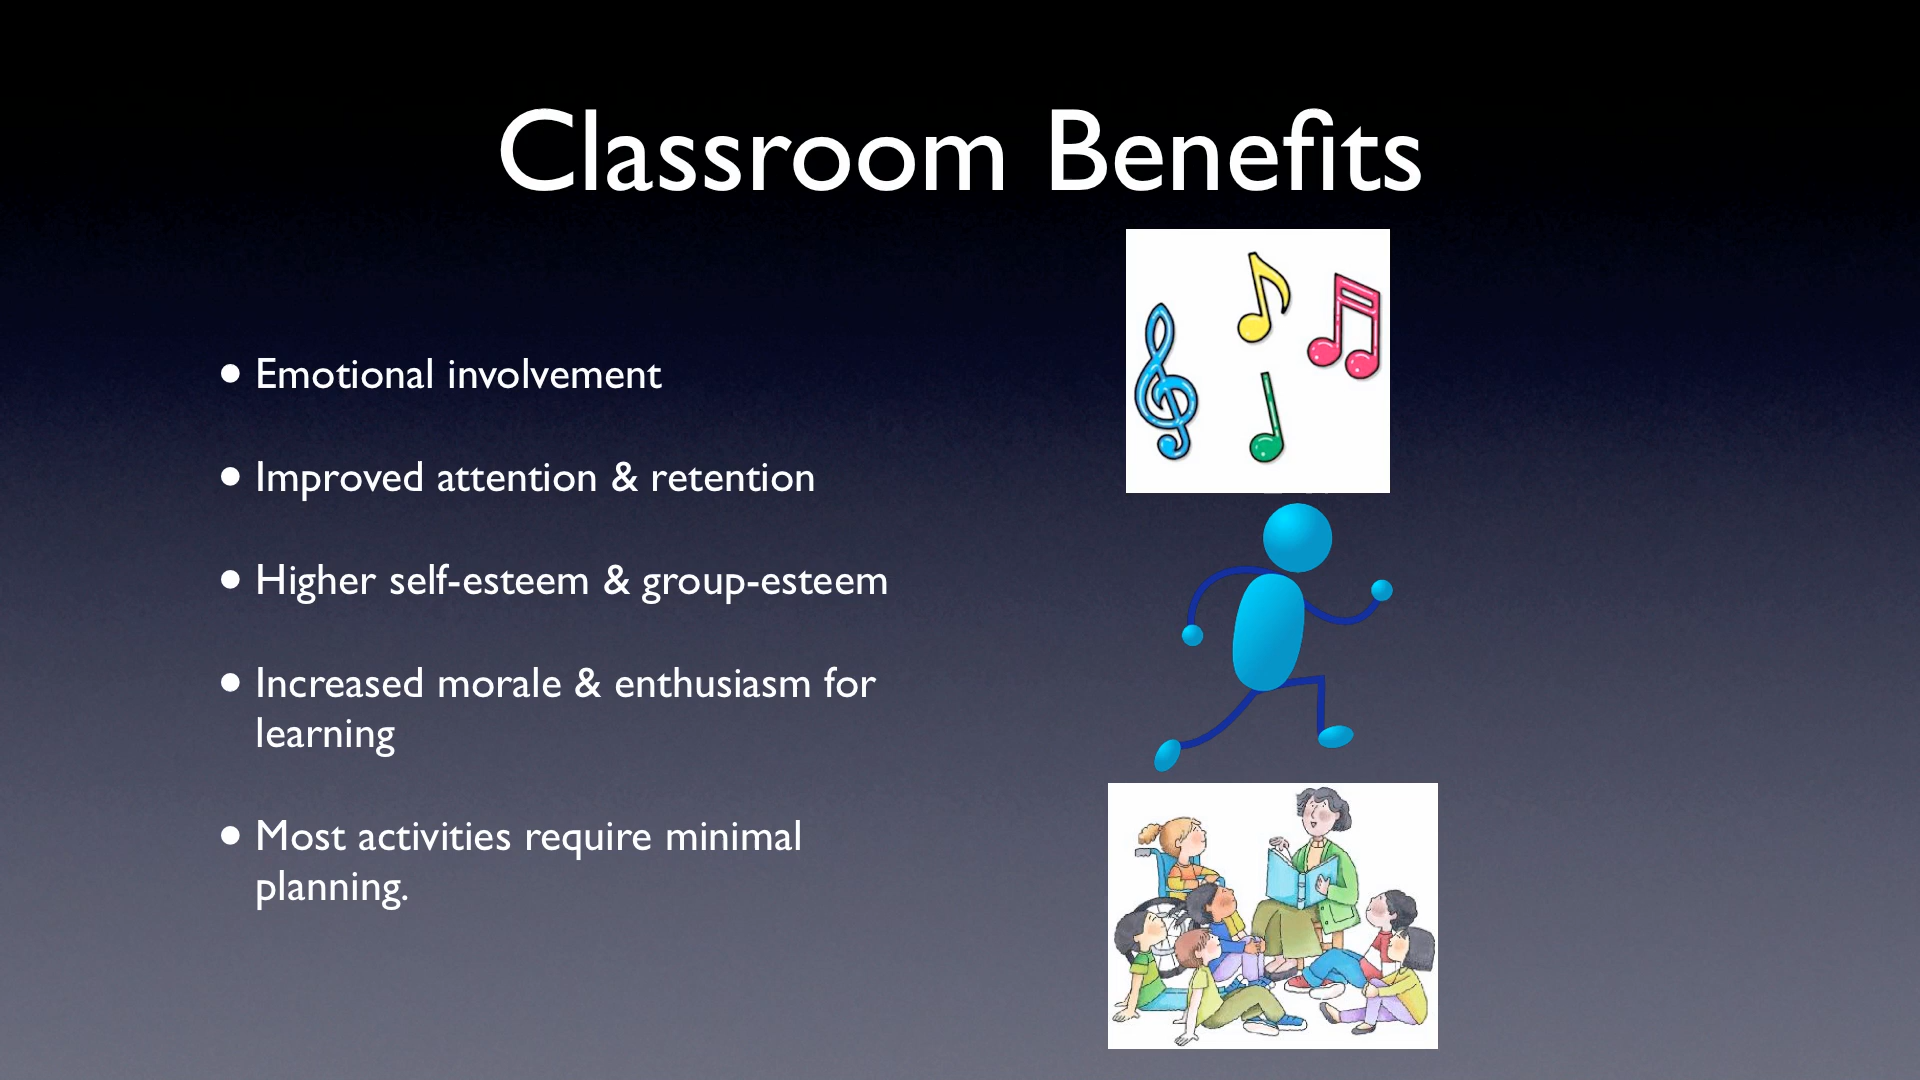 Classroom Benefits
• Emotional involvement
• Improved attention & retention
• Higher self-esteem & group-esteem
• Increased morale & enthusiasm for
learning
• Most activities require minimal
planning.